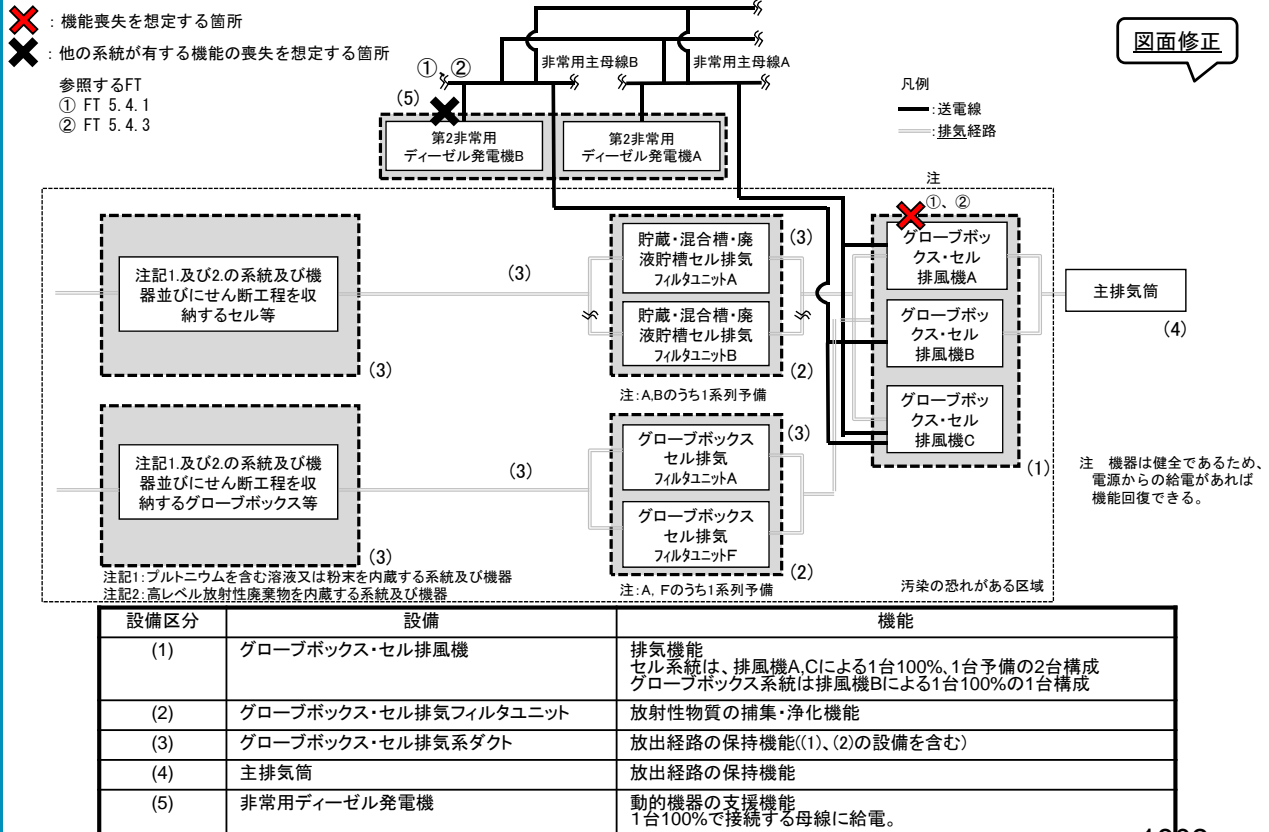 ：機能喪失を想定する箇所
：他の系統が有する機能の喪失を想定する箇所
参照するFT
① FT 5.4.1
② FT 5.4.3
①、②
(5)
非常用主母線B
非常用主母線A
第2非常用
ディーゼル発電機B
第2非常用
ディーゼル発電機A
図面修正
凡例
：送電線
：排気経路
注
①、②
注記1.及び2.の系統及び機
器並びにせん断工程を収
納するセル等
(3)
(3)
貯蔵・混合槽・廃
液貯槽セル排気
フィルタユニットA
(3)
貯蔵・混合槽・廃
液貯槽セル排気
フィルタユニットB
(2)
注：A,Bのうち1系列予備
グローブボッ
クス・セル
排風機A
グローブボッ
クス・セル
排風機B
グローブボッ
クス・セル
排風機C
(1)
主排気筒
(4)
注記1.及び2.の系統及び機
器並びにせん断工程を収
納するグローブボックス等
(3)
(3)
グローブボックス
セル排気
フィルタユニットA
(3)
グローブボックス
セル排気
フィルタユニットF
(2)
注：A, Fのうち1系列予備
注　機器は健全であるため、
電源からの給電があれば
機能回復できる。
注記1：プルトニウムを含む溶液又は粉末を内蔵する系統及び機器
注記2：高レベル放射性廃棄物を内蔵する系統及び機器
汚染の恐れがある区域
設備区分 設備 機能
(1) グローブボックス・セル排風機 排気機能
セル系統は、排風機A,Cによる1台100%、1台予備の2台構成
グローブボックス系統は排風機Bによる1台100%の1台構成
(2) グローブボックス・セル排気フィルタユニット 放射性物質の捕集・浄化機能
(3) グローブボックス・セル排気系ダクト 放出経路の保持機能((1)、(2)の設備を含む)
(4) 主排気筒 放出経路の保持機能
(5) 非常用ディーゼル発電機 動的機器の支援機能
1台100%で接続する母線に給電。